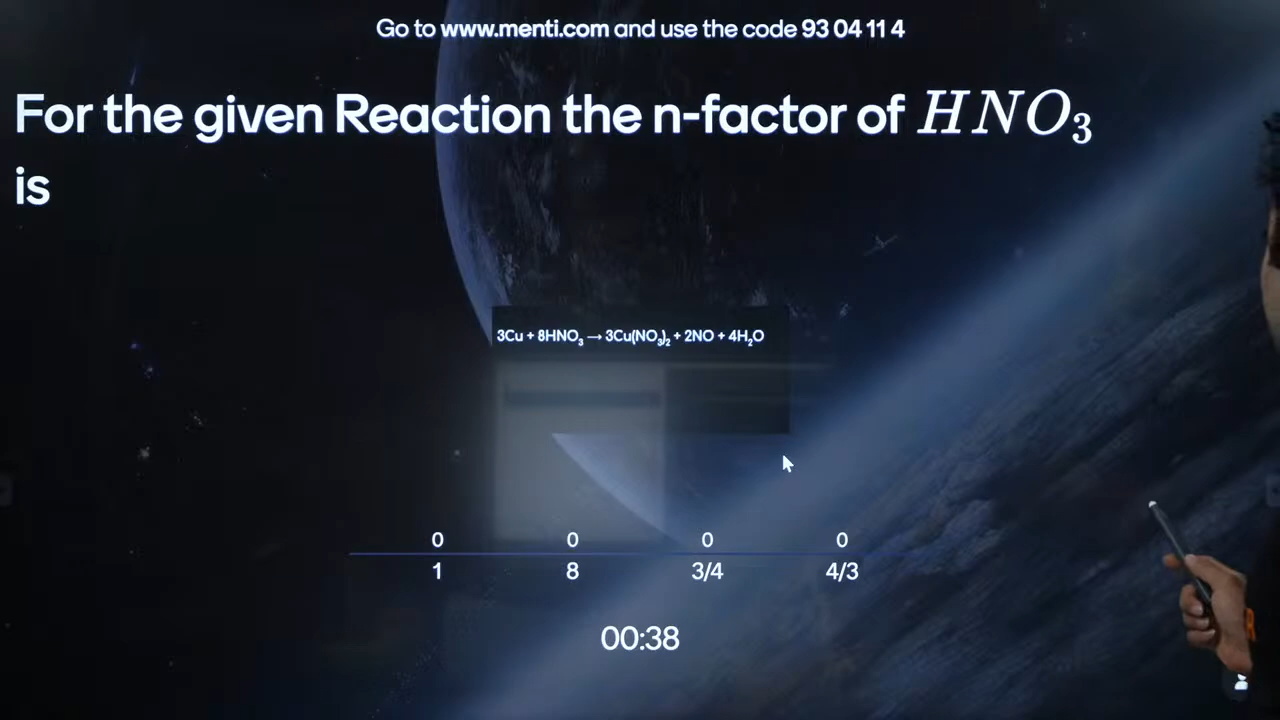 Go to www.menti.com and use the code 93 04 11 4
For the given Reaction the n-factor of HNO₃
is
3Cu + 8HNO₃ → 3Cu(NO₃)₂ + 2NO + 4H₂O
0 0 0 0
1 8 3/4 4/3
00:38